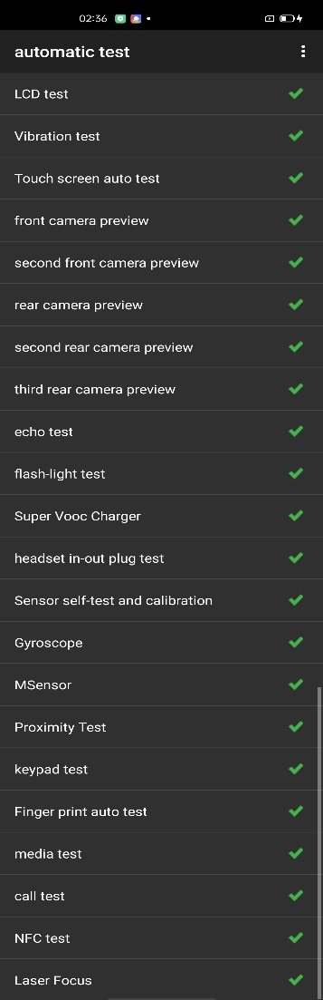 02:36
automatic test
LCD test
Vibration test
Touch screen auto test
front camera preview
second front camera preview
rear camera preview
second rear camera preview
third rear camera preview
echo test
flash-light test
Super Vooc Charger
headset in-out plug test
Sensor self-test and calibration
Gyroscope
MSensor
Proximity Test
keypad test
Finger print auto test
media test
call test
NFC test
Laser Focus